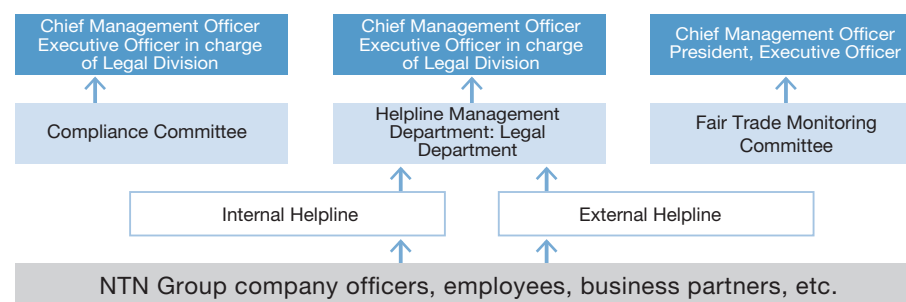 Chief Management Officer
Executive Officer in charge
of Legal Division
Chief Management Officer
Executive Officer in charge
of Legal Division
Chief Management Officer
President, Executive Officer
Compliance Committee
Helpline Management
Department: Legal
Department
Fair Trade Monitoring
Committee
Internal Helpline
External Helpline
NTN Group company officers, employees, business partners, etc.